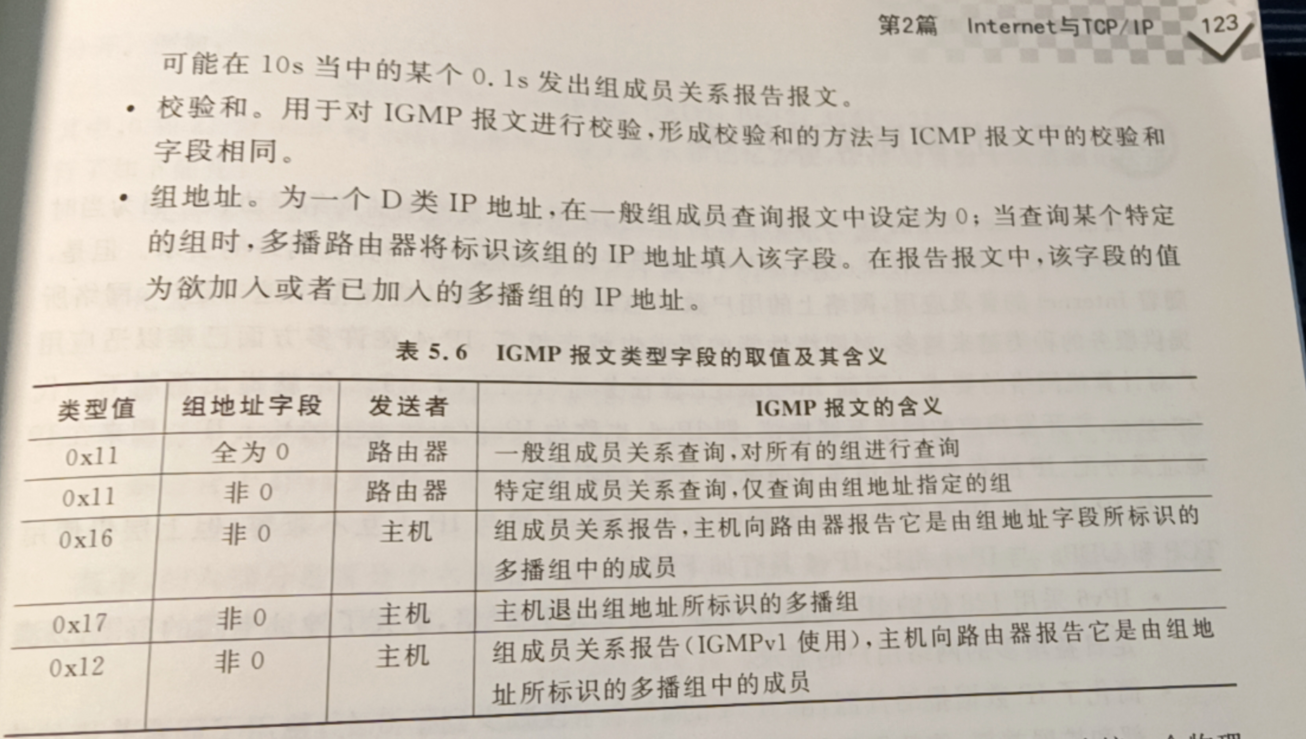 第2篇 Internet与TCP/IP 123
可能在 10s 当中的某个 0.1s 发出组成员关系报告报文。
• 校验和。用于对 IGMP 报文进行校验,形成校验和的方法与 ICMP 报文中的校验和
字段相同。
• 组地址。为一个 D 类 IP 地址,在一般组成员查询报文中设定为 0; 当查询某个特定
的组时,多播路由器将标识该组的 IP 地址填入该字段。在报告报文中,该字段的值
为欲加入或者已加入的多播组的 IP 地址。
表 5.6 IGMP 报文类型字段的取值及其含义
类型值 组地址字段 发送者 IGMP 报文的含义
0x11 全为 0 路由器 一般组成员关系查询,对所有的组进行查询
0x11 非 0 路由器 特定组成员关系查询,仅查询由组地址指定的组
0x16 非 0 主机 组成员关系报告,主机向路由器报告它是由组地址字段所标识的
多播组中的成员
0x17 非 0 主机 主机退出组地址所标识的多播组
0x12 非 0 主机 组成员关系报告(IGMPv1 使用),主机向路由器报告它是由组地
址所标识的多播组中的成员